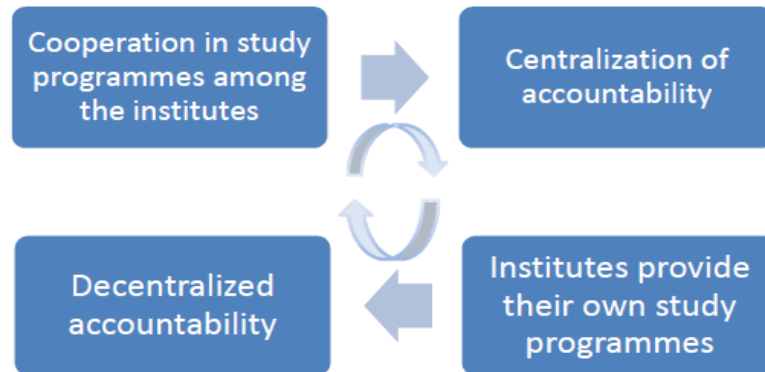 Cooperation in study
programmes among
the institutes
Centralization of
accountability
Decentralized
accountability
Institutes provide
their own study
programmes